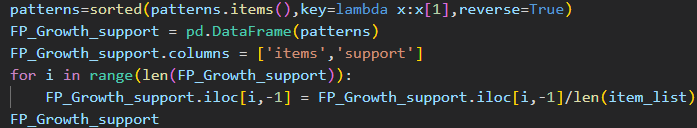 patterns=sorted(patterns.items(),key=lambda x:x[1],reverse=True)
FP_Growth_support = pd.DataFrame(patterns)
FP_Growth_support.columns = ['items','support']
for i in range(len(FP_Growth_support)):
    FP_Growth_support.iloc[i,-1] = FP_Growth_support.iloc[i,-1]/len(item_list)
FP_Growth_support